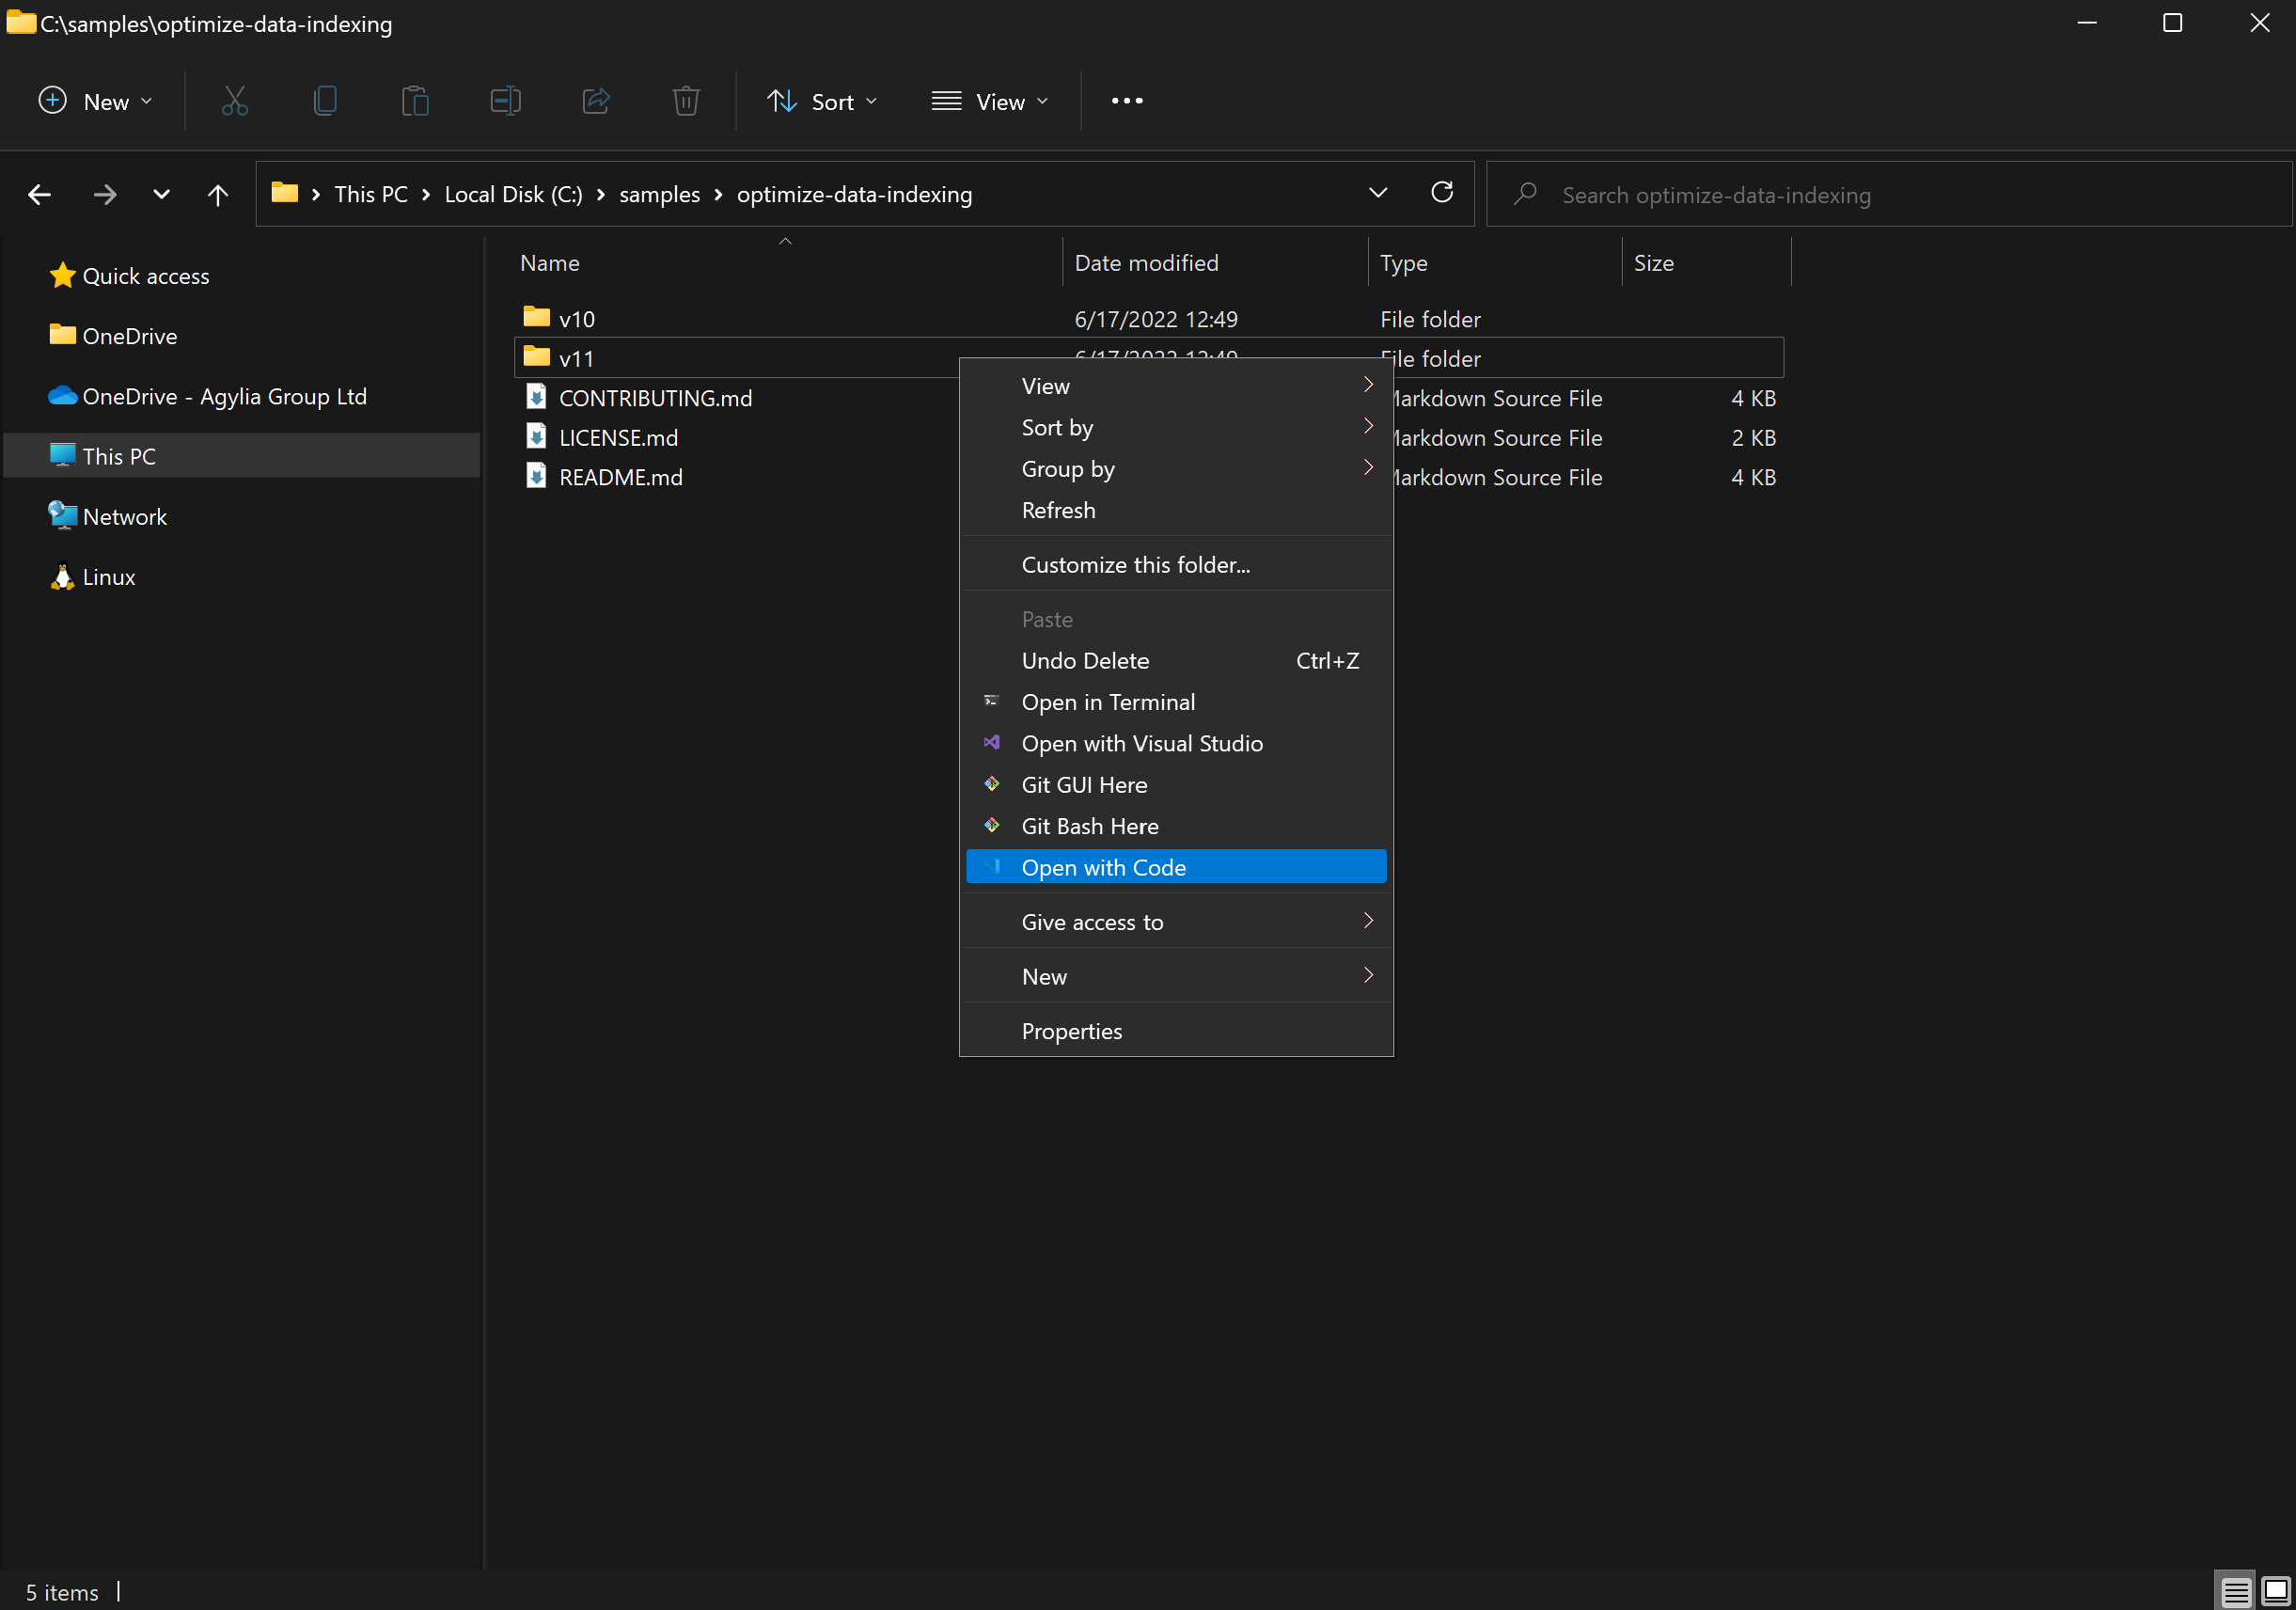 C:\samples\optimize-data-indexing
New
Sort
View
This PC
Local Disk (C:)
samples
optimize-data-indexing
Search optimize-data-indexing
Quick access
OneDrive
OneDrive - Agylia Group Ltd
This PC
Network
Linux
Name
Date modified
Type
Size
v10
6/17/2022 12:49
File folder
v11
6/17/2022 12:49
File folder
CONTRIBUTING.md
Markdown Source File
4 KB
LICENSE.md
Markdown Source File
2 KB
README.md
Markdown Source File
4 KB
View
Sort by
Group by
Refresh
Customize this folder...
Paste
Undo Delete
Ctrl+Z
Open in Terminal
Open with Visual Studio
Git GUI Here
Git Bash Here
Open with Code
Give access to
New
Properties
5 items